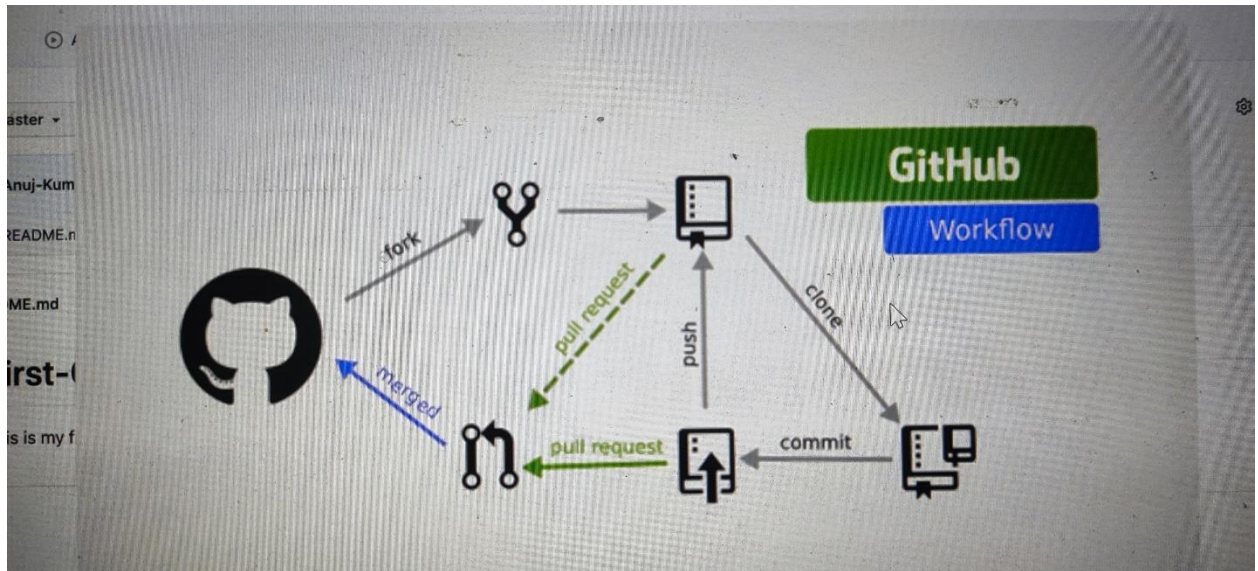 aster
Anuj-Kum
README.n
ME.md
irst-
is is my f
GitHub
Workflow
fork
pull request
clone
push
merged
pull request
commit